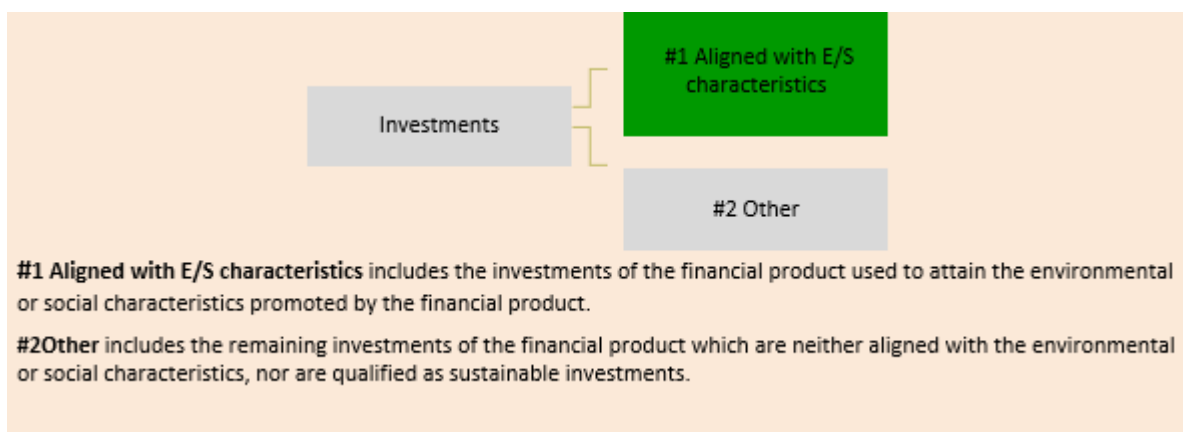 #1 Aligned with E/S
characteristics
Investments
#2 Other
#1 Aligned with E/S characteristics includes the investments of the financial product used to attain the environmental
or social characteristics promoted by the financial product.
#2Other includes the remaining investments of the financial product which are neither aligned with the environmental
or social characteristics, nor are qualified as sustainable investments.